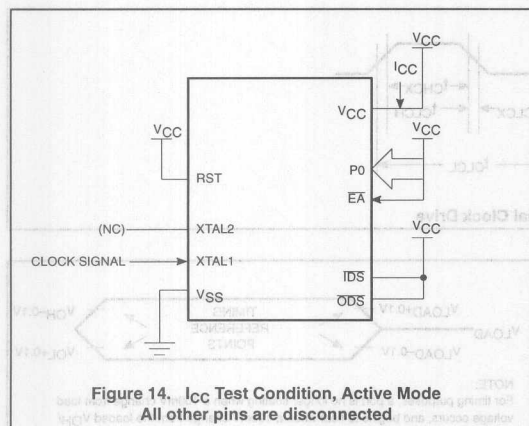 VCC
ICC
VCC
VCC
VCC
RST
P0
EA
(NC)
XTAL2
VCC
CLOCK SIGNAL
XTAL1
IDS
VSS
ODS
Figure 14. ICC Test Condition, Active Mode
All other pins are disconnected